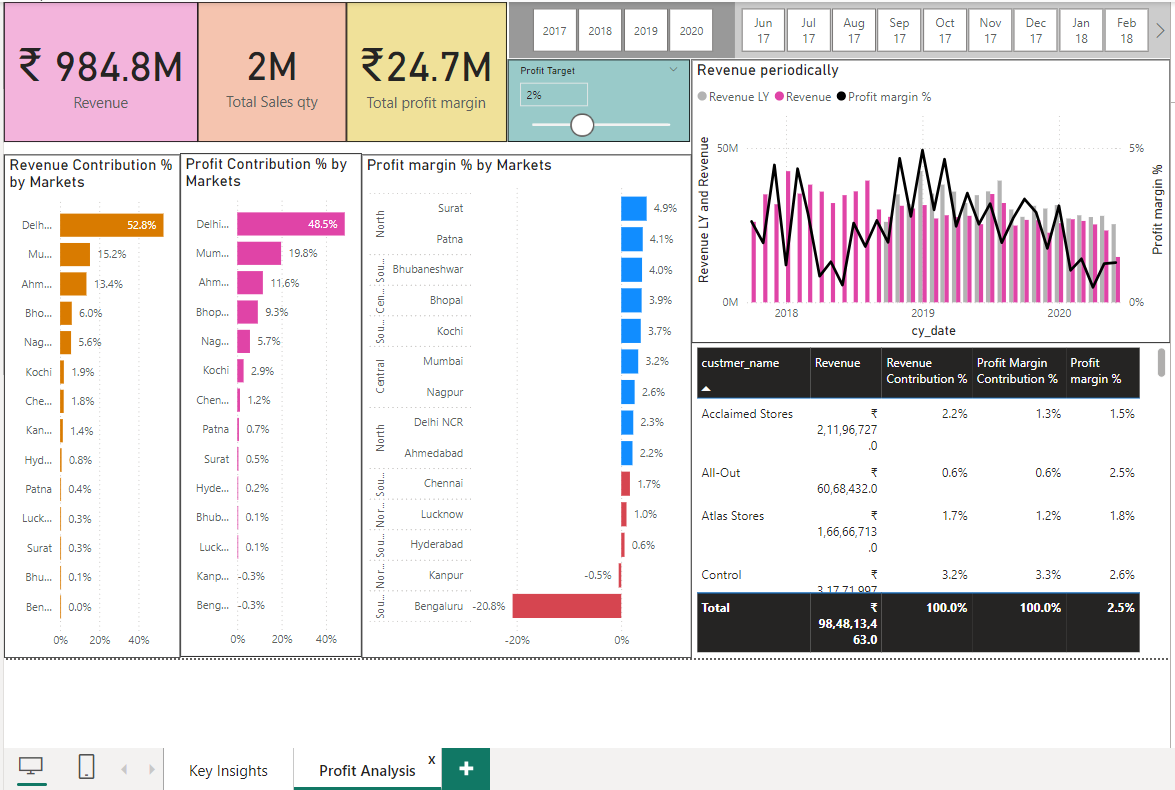 ₹ 984.8M
Revenue
2M
Total Sales qty
₹24.7M
Total profit margin
2017
2018
2019
2020
Jun
17
Jul
17
Aug
17
Sep
17
Oct
17
Nov
17
Dec
17
Jan
18
Feb
18
Profit Target
2%
Revenue periodically
Revenue LY
Revenue
Profit margin %
Revenue LY and Revenue
50M
0M
5%
0%
Profit margin %
2018
2019
2020
cy_date
Revenue Contribution %
by Markets
Delh... 52.8%
Mu... 15.2%
Ahm... 13.4%
Bho... 6.0%
Nag... 5.6%
Kochi 1.9%
Che... 1.8%
Kan... 1.4%
Hyd... 0.8%
Patna 0.4%
Luck... 0.3%
Surat 0.3%
Bhu... 0.1%
Ben... 0.0%
0% 20% 40%
Profit Contribution % by
Markets
Delhi... 48.5%
Mum... 19.8%
Ahm... 11.6%
Bhop... 9.3%
Nag... 5.7%
Kochi 2.9%
Chen... 1.2%
Patna 0.7%
Surat 0.5%
Hyde... 0.2%
Bhub... 0.1%
Luck... 0.1%
Kanp... -0.3%
Beng... -0.3%
0% 20% 40%
Profit margin % by Markets
North
Surat 4.9%
Patna 4.1%
Sou...
Bhubaneshwar 4.0%
Cen...
Bhopal 3.9%
Sou...
Kochi 3.7%
Central
Mumbai 3.2%
Nagpur 2.6%
North
Delhi NCR 2.3%
Ahmedabad 2.2%
Sou...
Chennai 1.7%
Nor...
Lucknow 1.0%
Sou...
Hyderabad 0.6%
Nor...
Kanpur -0.5%
Sou...
Bengaluru -20.8%
-20% 0%
custmer_name
Revenue
Revenue
Contribution %
Profit Margin
Contribution %
Profit
margin %
Acclaimed Stores
₹
2,11,96,727
.0
2.2%
1.3%
1.5%
All-Out
₹
60,68,432.0
0.6%
0.6%
2.5%
Atlas Stores
₹
1,66,66,713
.0
1.7%
1.2%
1.8%
Control
₹
3,17,71,997
3.2%
3.3%
2.6%
Total
₹
98,48,13,4
63.0
100.0%
100.0%
2.5%
Key Insights
Profit Analysis
x
+